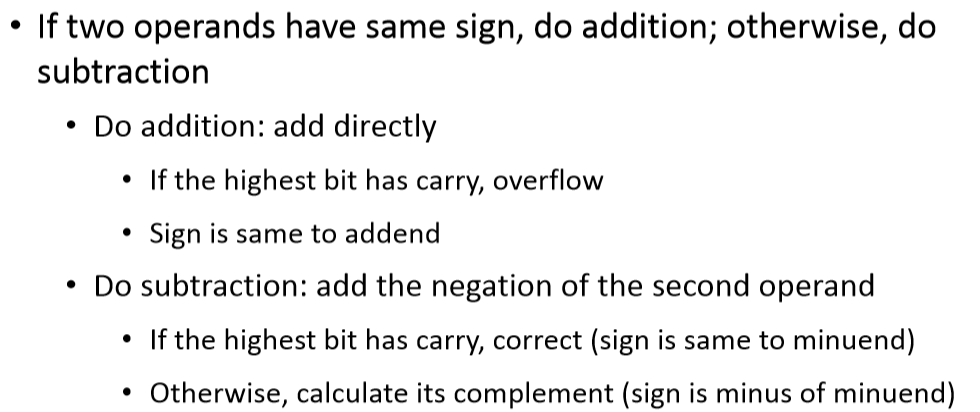 • If two operands have same sign, do addition; otherwise, do
subtraction
• Do addition: add directly
• If the highest bit has carry, overflow
• Sign is same to addend
• Do subtraction: add the negation of the second operand
• If the highest bit has carry, correct (sign is same to minuend)
• Otherwise, calculate its complement (sign is minus of minuend)